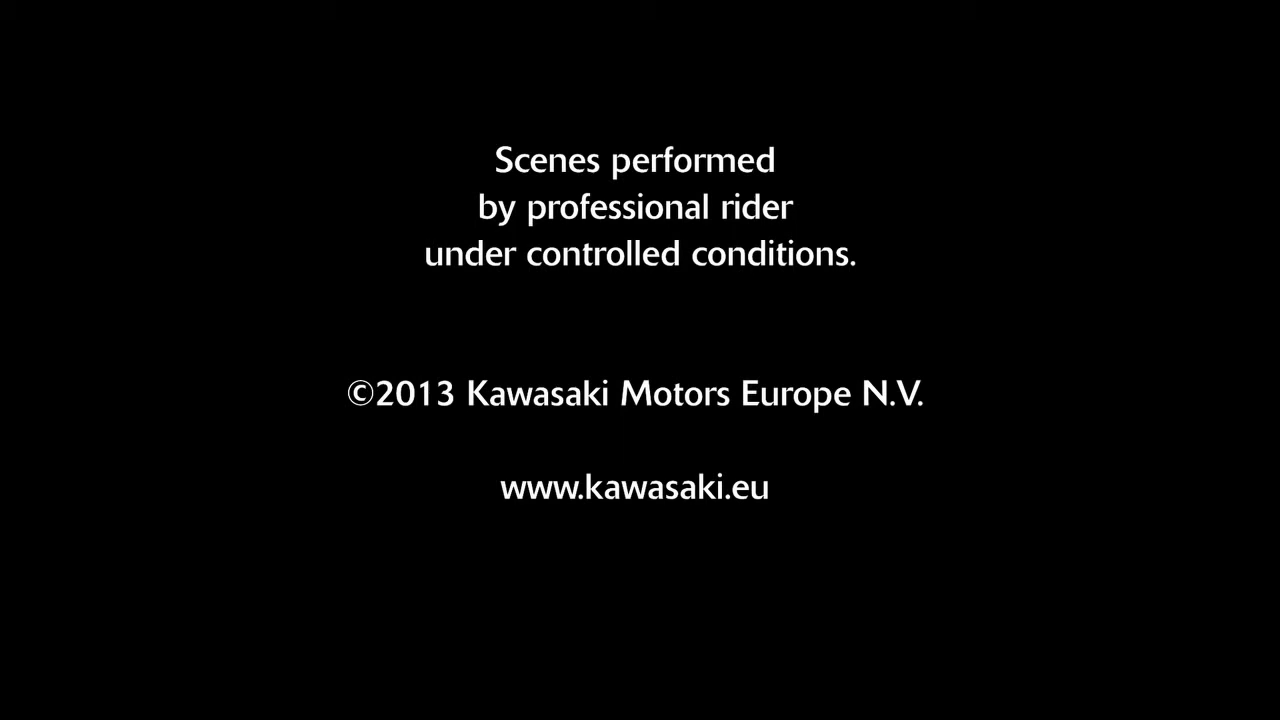 Scenes performed
by professional rider
under controlled conditions.
©2013 Kawasaki Motors Europe N.V.
www.kawasaki.eu